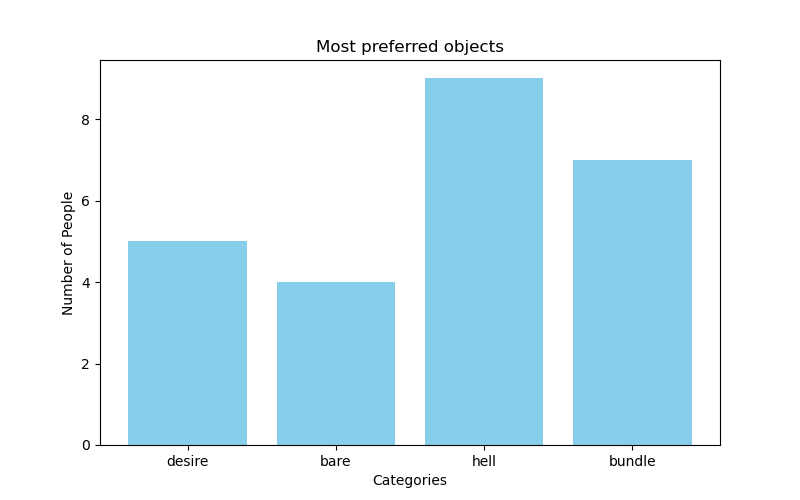 Most preferred objects
Number of People
8
6
4
2
0
desire bare hell bundle
Categories